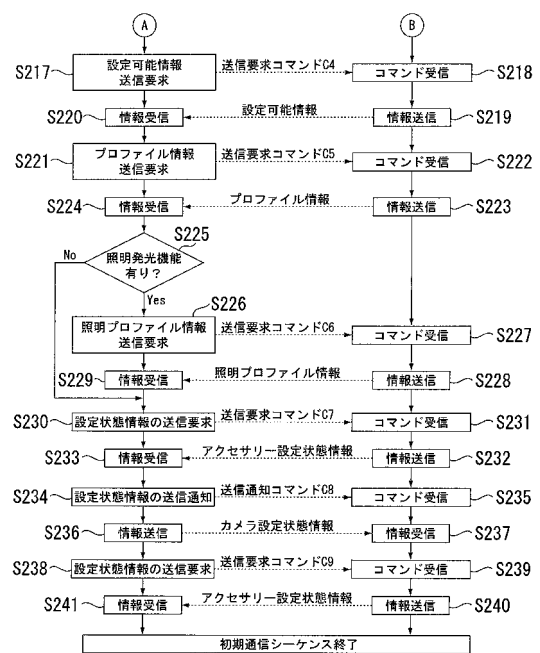 A
B
S217
設定可能情報
送信要求
送信要求コマンドC4
コマンド受信
S218
S220
情報受信
設定可能情報
情報送信
S219
S221
プロファイル情報
送信要求
送信要求コマンドC5
コマンド受信
S222
S224
情報受信
プロファイル情報
情報送信
S223
S225
No
照明発光機能
有り？
Yes
S226
照明プロファイル情報
送信要求
送信要求コマンドC6
コマンド受信
S227
S229
情報受信
照明プロファイル情報
情報送信
S228
S230
設定状態情報の送信要求
送信要求コマンドC7
コマンド受信
S231
S233
情報受信
アクセサリー設定状態情報
情報送信
S232
S234
設定状態情報の送信通知
送信通知コマンドC8
コマンド受信
S235
S236
情報送信
カメラ設定状態情報
情報受信
S237
S238
設定状態情報の送信要求
送信要求コマンドC9
コマンド受信
S239
S241
情報受信
アクセサリー設定状態情報
情報送信
S240
初期通信シーケンス終了